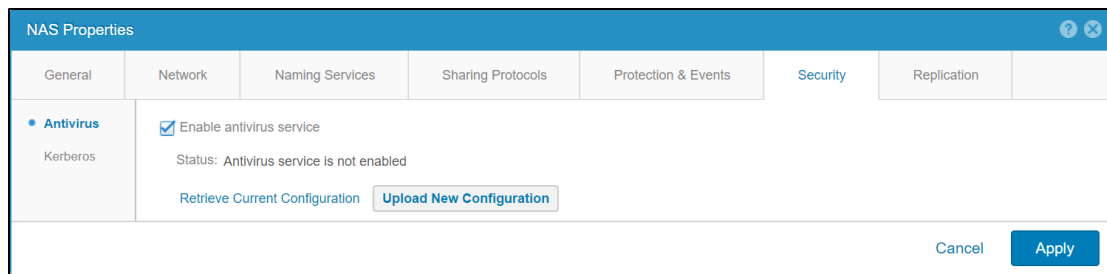 NAS Properties
General Network Naming Services Sharing Protocols Protection & Events Security Replication
Antivirus
Kerberos
Enable antivirus service
Status: Antivirus service is not enabled
Retrieve Current Configuration Upload New Configuration
Cancel Apply